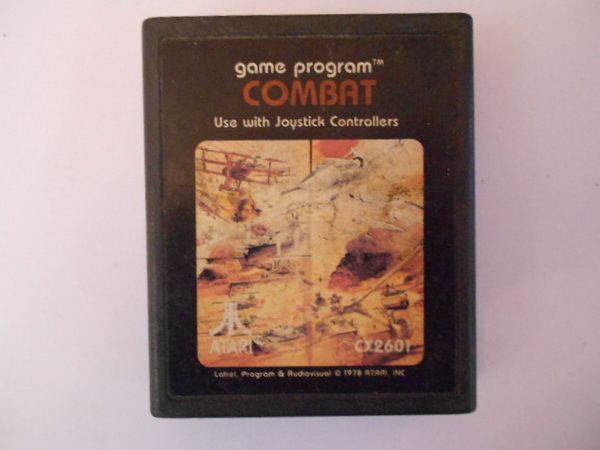 game program™
COMBAT
Use with Joystick Controllers
ATARI
CX2601
Label, Program & Audiovisual © 1978 ATARI, INC